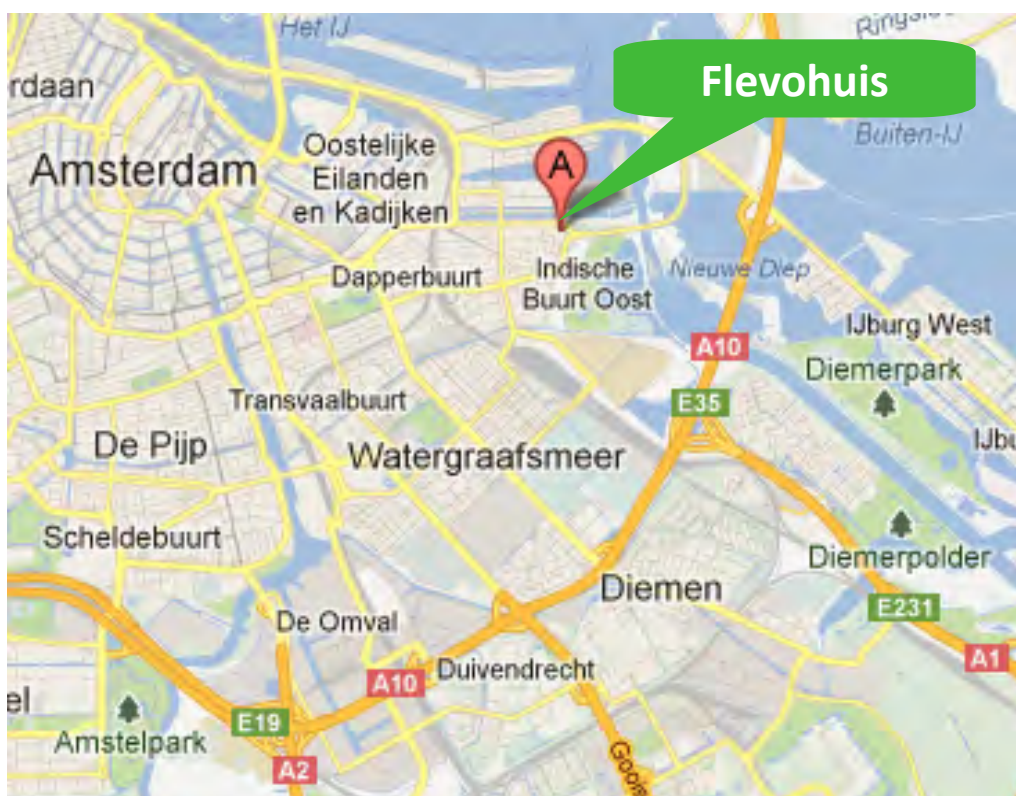 Het IJ
Flevohuis
rdaan
Buiten-IJ
Oostelijke
Eilanden
en Kadijken
A
Amsterdam
Dapperbuurt
Indische
Buurt Oost
Nieuwe Diep
IJburg West
A10
Diemerpark
E35
Transvaalbuurt
De Pijp
Watergraafsmeer
IJbu
Scheldebuurt
Diemerpolder
Diemen
E231
De Omval
A1
Duivendrecht
A10
el
E19
Amstelpark
A2
Goois